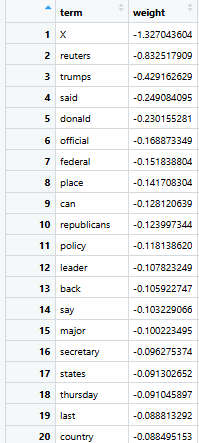 term weight
1 X -1.327043604
2 reuters -0.832517909
3 trumps -0.429162629
4 said -0.249084095
5 donald -0.230155281
6 official -0.168873349
7 federal -0.151838804
8 place -0.141708304
9 can -0.128120639
10 republicans -0.123997344
11 policy -0.118138620
12 leader -0.107823249
13 back -0.105922747
14 say -0.103229066
15 major -0.100223495
16 secretary -0.096275374
17 states -0.091302652
18 thursday -0.091045897
19 last -0.088813292
20 country -0.088495153